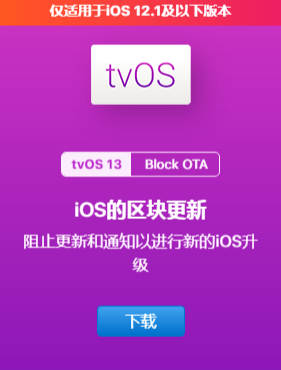 仅适用于iOS 12.1及以下版本
tvOS
tvOS 13 Block OTA
iOS的区块更新
阻止更新和通知以进行新的iOS升
级
下载